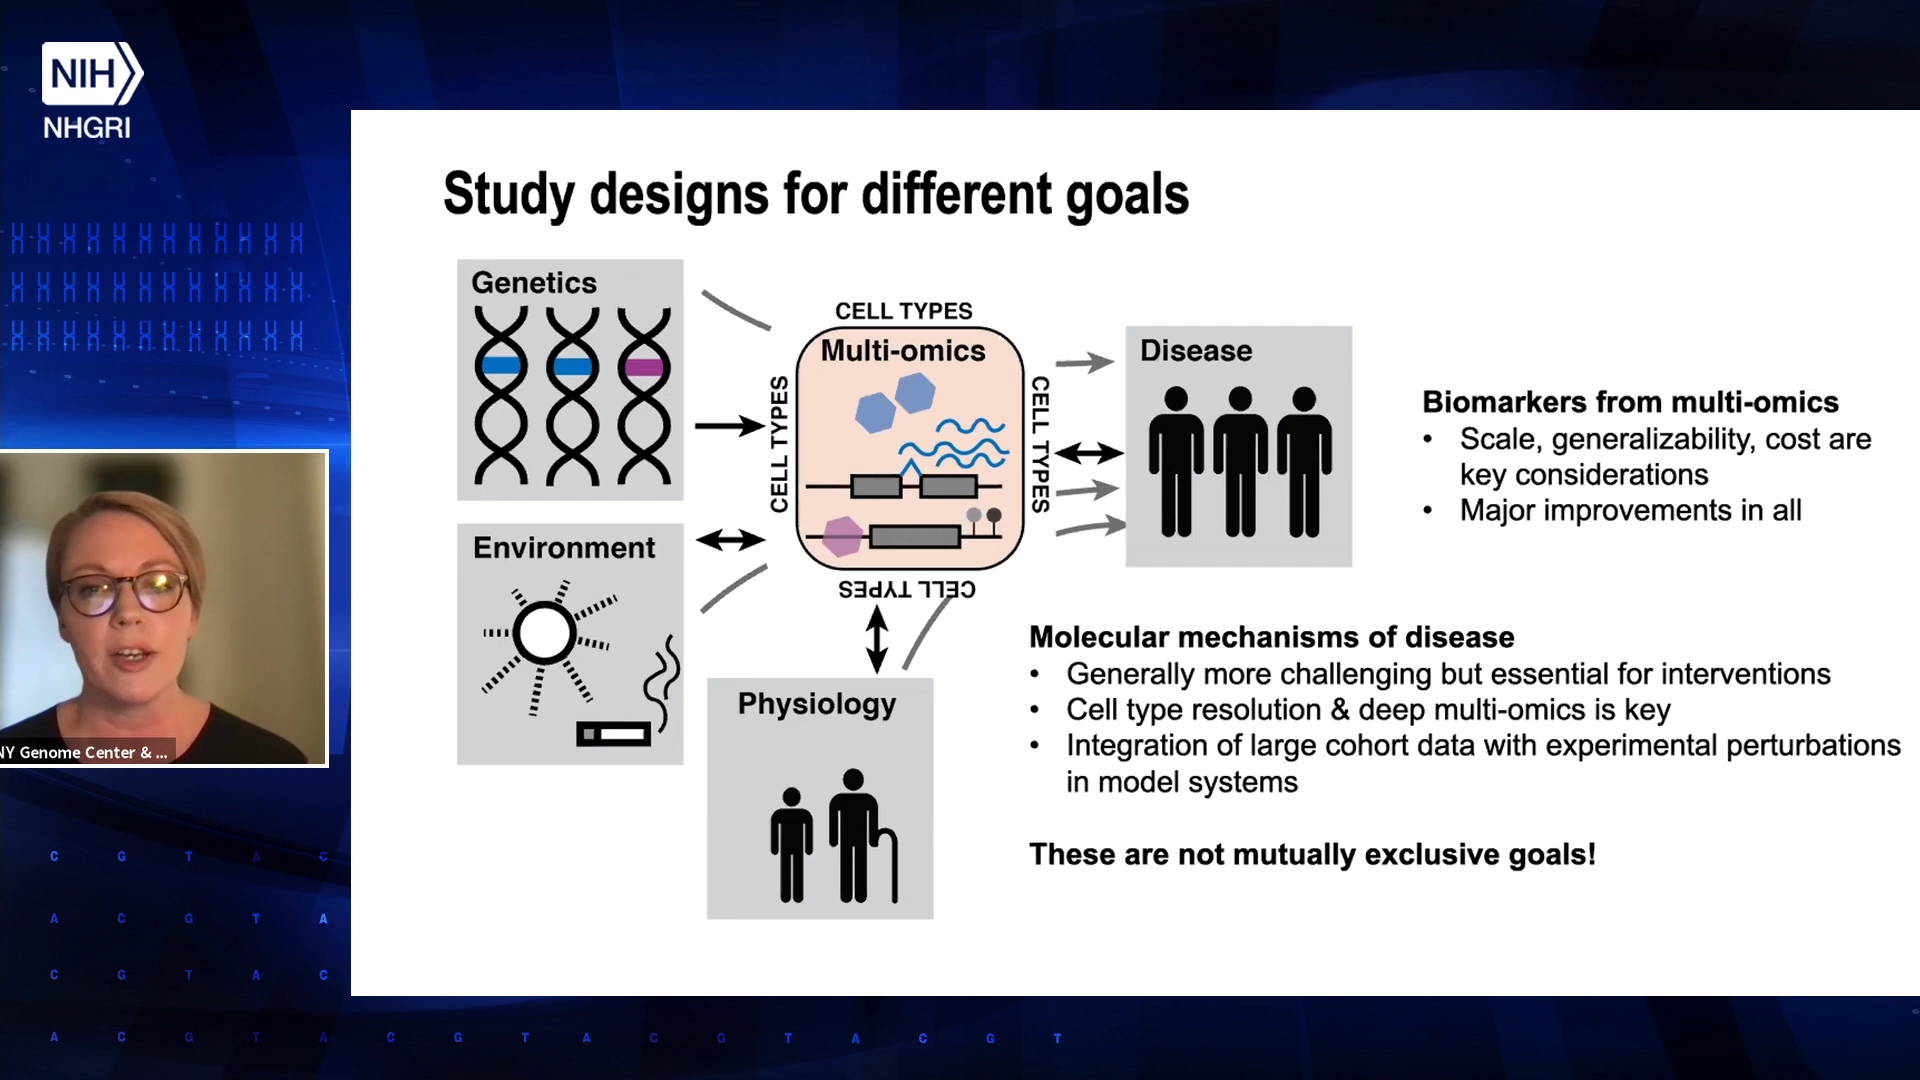 NIH
NHGRI
Study designs for different goals
Genetics
CELL TYPES
Multi-omics
CELL TYPES
CELL TYPES
CELL TYPES
Disease
Environment
Physiology
Biomarkers from multi-omics
• Scale, generalizability, cost are
key considerations
• Major improvements in all
Molecular mechanisms of disease
• Generally more challenging but essential for interventions
• Cell type resolution & deep multi-omics is key
• Integration of large cohort data with experimental perturbations
in model systems
These are not mutually exclusive goals!
NY Genome Center & ...
C G T A C
A C G T A
C G T A C
A C G T A C G T A C G T A C G T